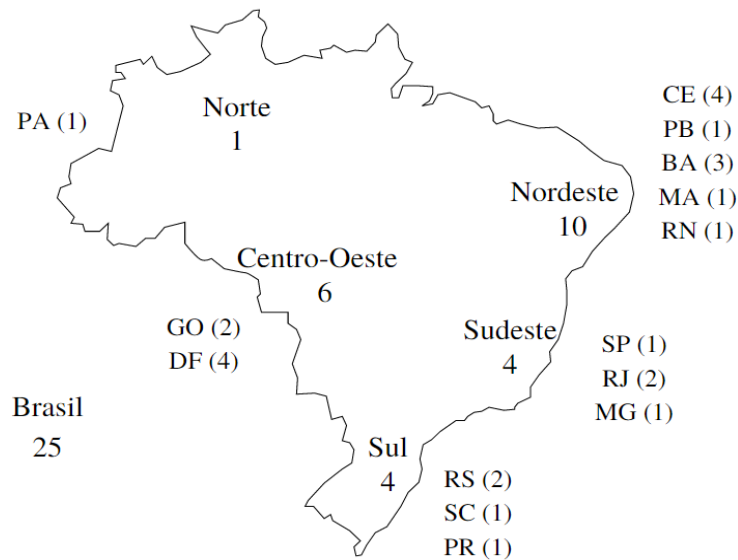 PA (1)
Norte
1
CE (4)
PB (1)
BA (3)
MA (1)
RN (1)
Nordeste
10
Centro-Oeste
6
GO (2)
DF (4)
Sudeste
4
SP (1)
RJ (2)
MG (1)
Brasil
25
Sul
4
RS (2)
SC (1)
PR (1)